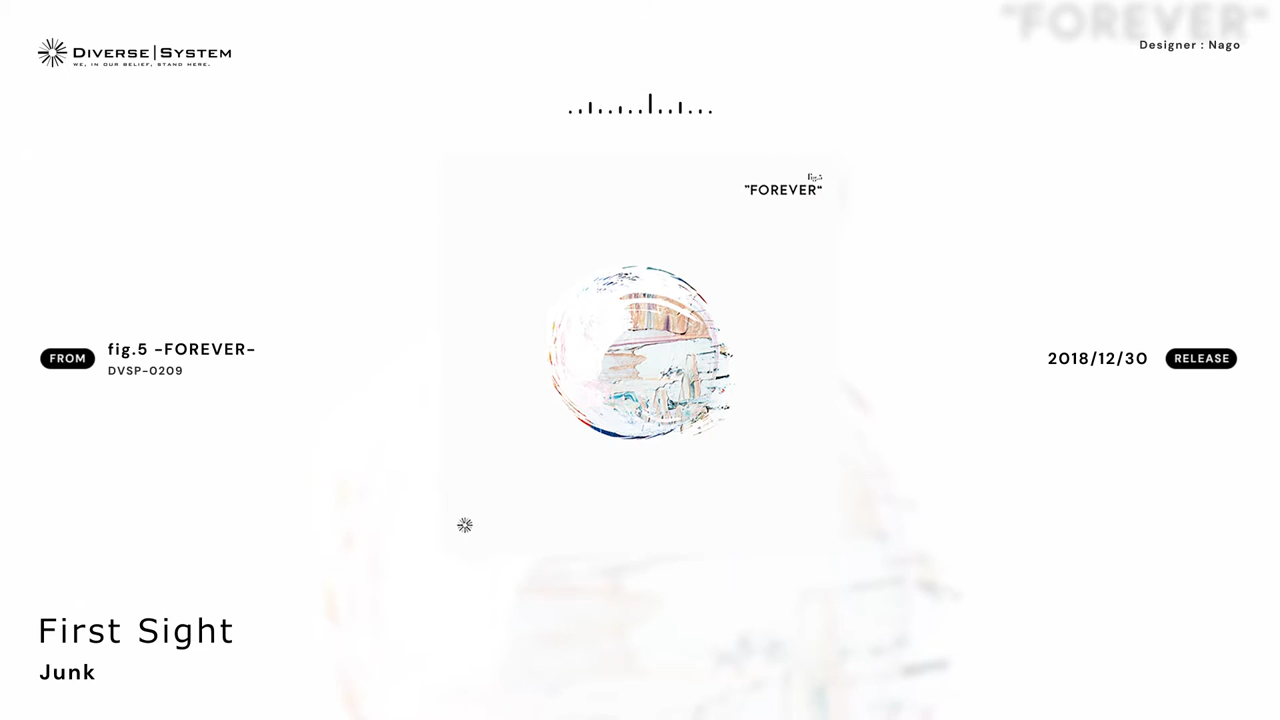 "FOREVER"
DIVERSE|SYSTEM
WE, IN OUR BELIEF, STAND HERE.
Designer : Nago
fig.5
"FOREVER"
FROM
fig.5 -FOREVER-
DVSP-0209
2018/12/30
RELEASE
First Sight
Junk